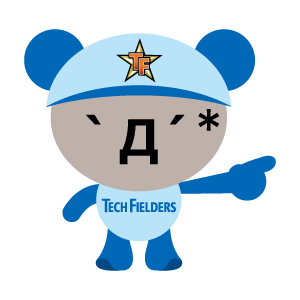 TF
` Д ´ *
TECH FIELDERS